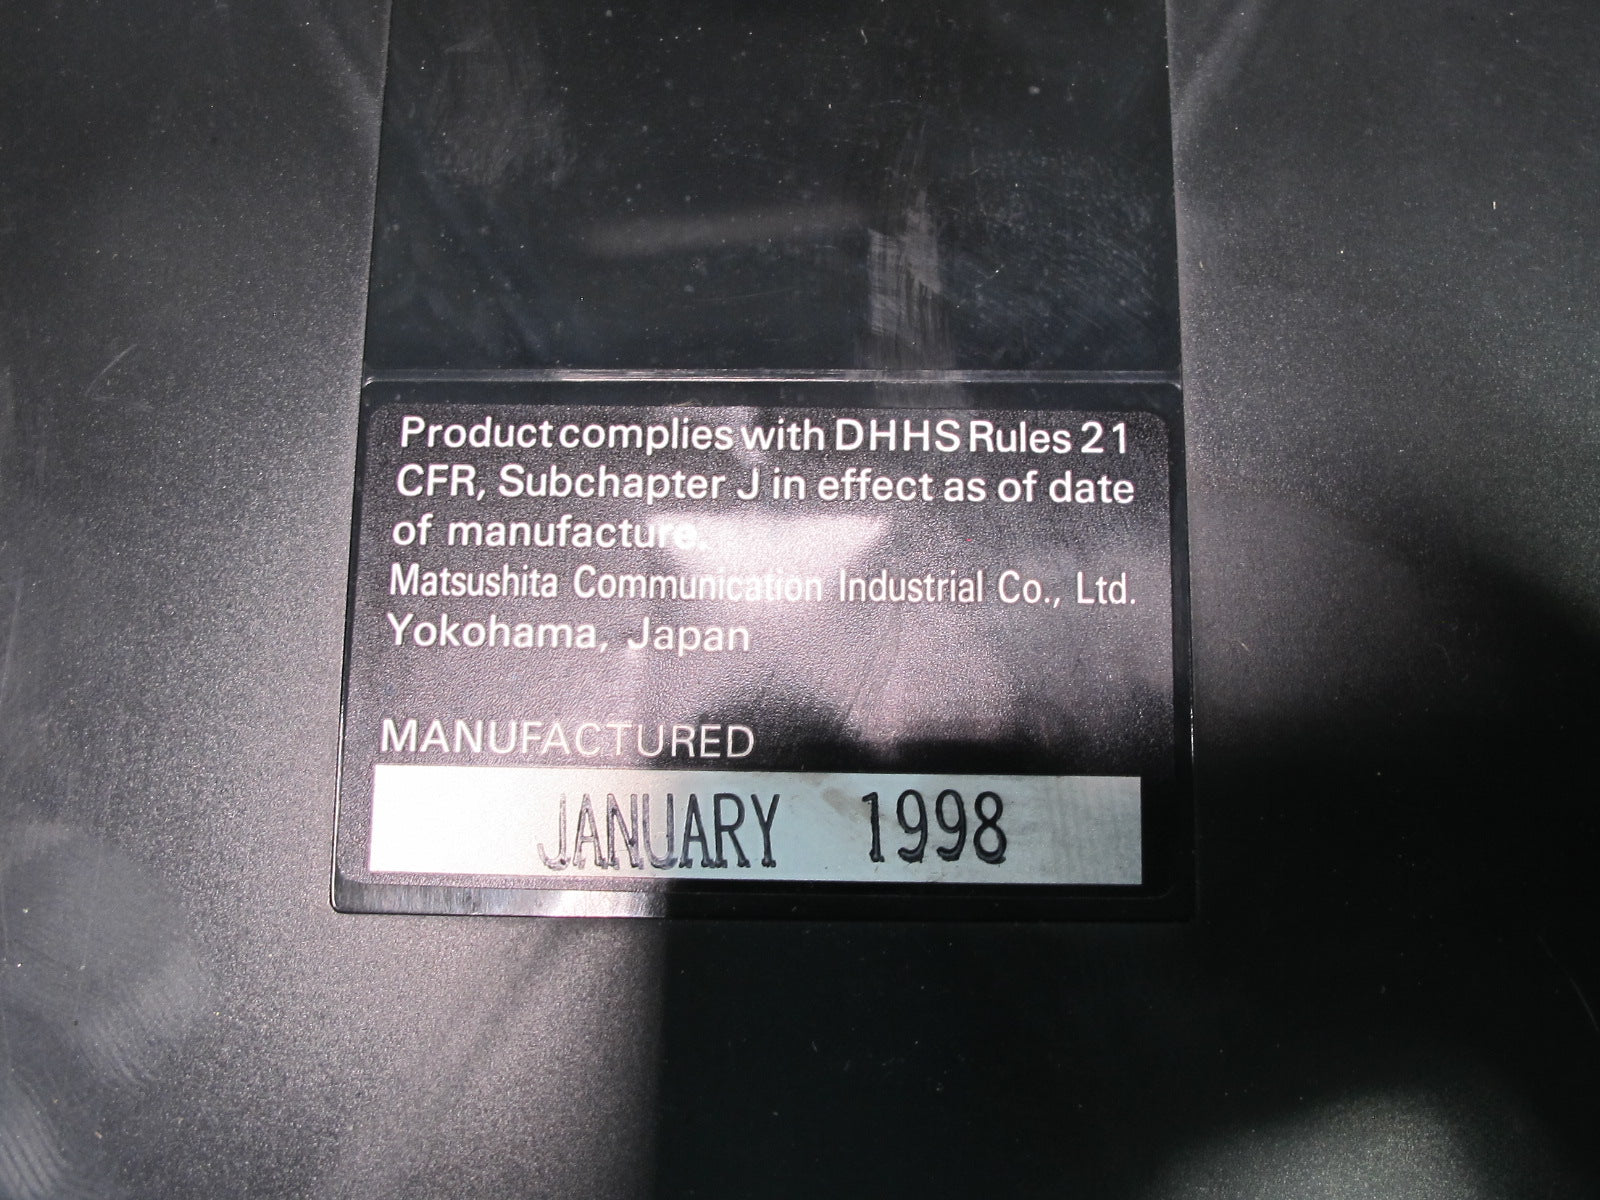 Product complies with DHHS Rules 21
CFR, Subchapter J in effect as of date
of manufacture.
Matsushita Communication Industrial Co., Ltd.
Yokohama, Japan
MANUFACTURED
JANUARY 1998